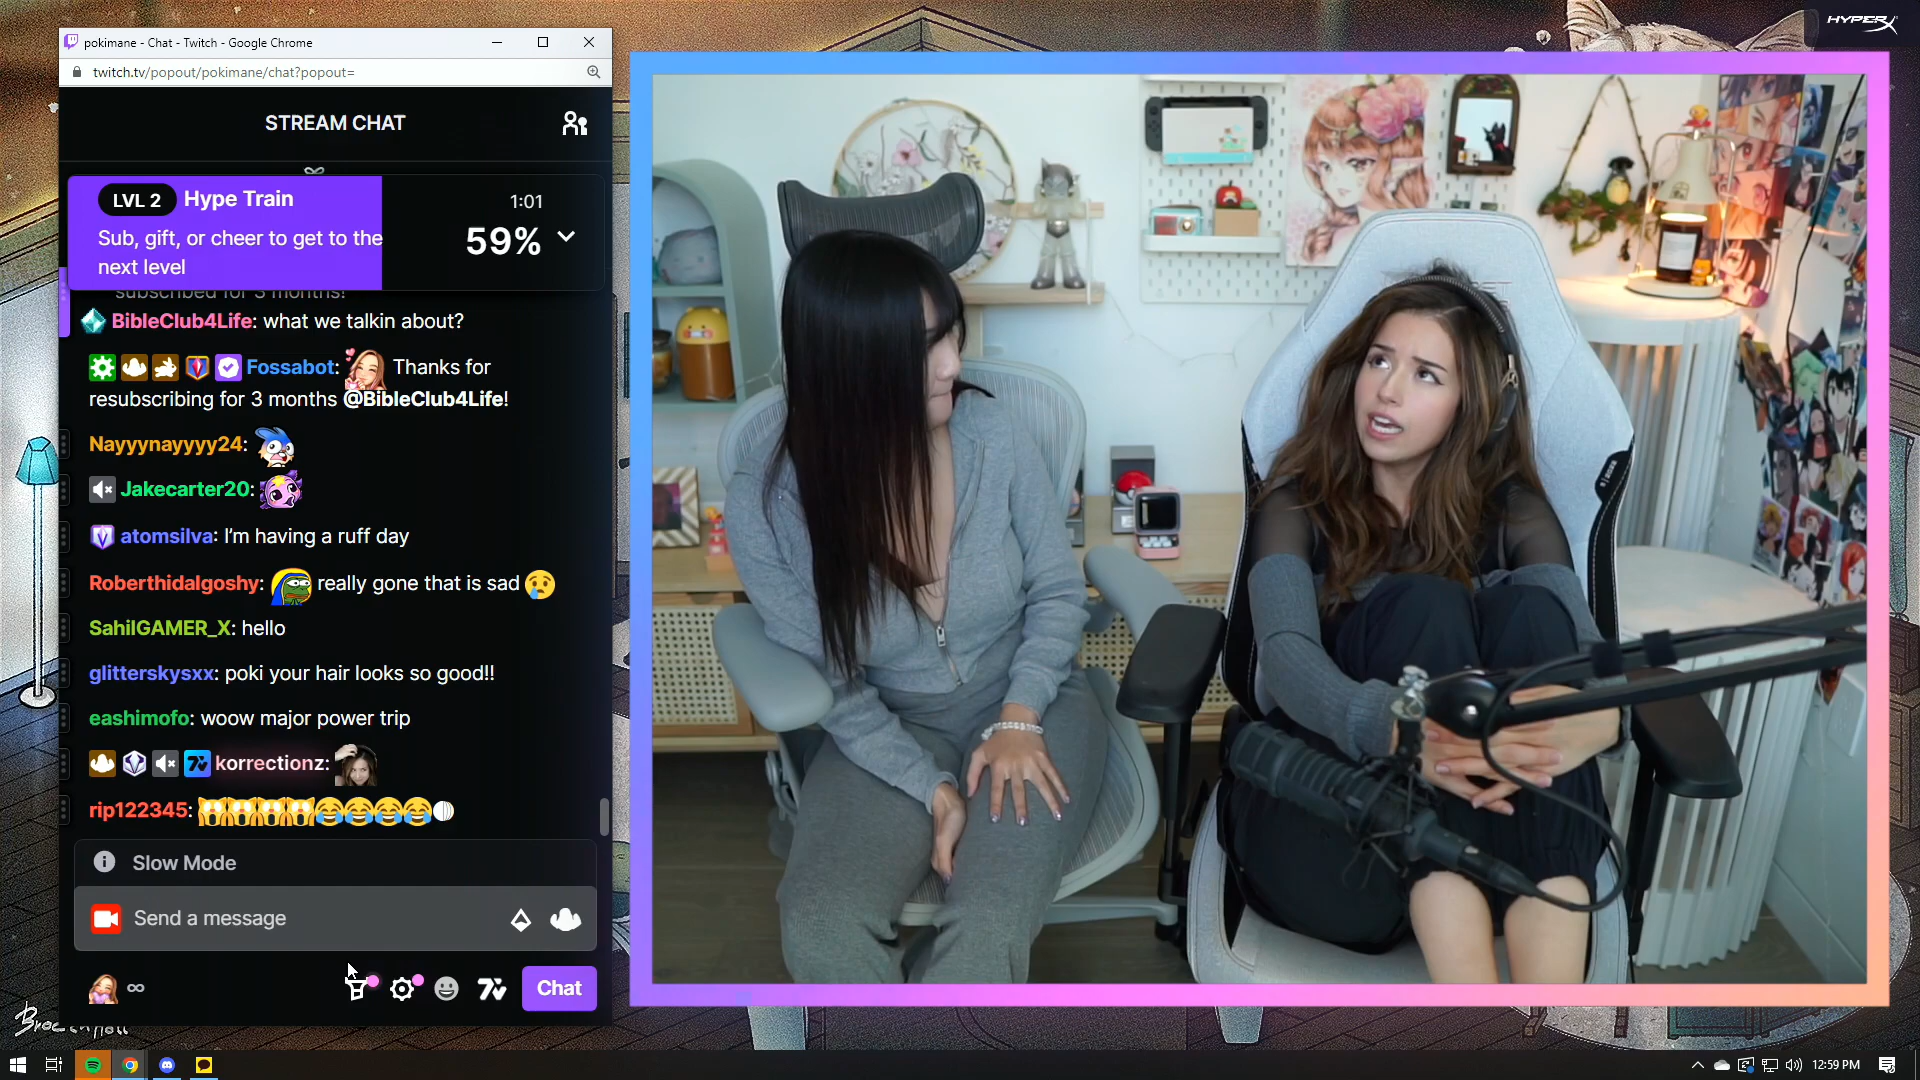 HYPERX
pokimane - Chat - Twitch - Google Chrome
twitch.tv/popout/pokimane/chat?popout=
STREAM CHAT
LVL 2 Hype Train
1:01
Sub, gift, or cheer to get to the
next level
59%
subscribed for 3 months!
BibleClub4Life: what we talkin about?
Fossabot: Thanks for
resubscribing for 3 months @BibleClub4Life!
Nayyynayyyy24:
Jakecarter20:
atomsilva: I'm having a ruff day
Roberthidalgoshy: really gone that is sad
SahilGAMER_X: hello
glitterskysxx: poki your hair looks so good!!
eashimofo: woow major power trip
korrectionz:
rip122345:
Slow Mode
Send a message
Chat
12:59 PM